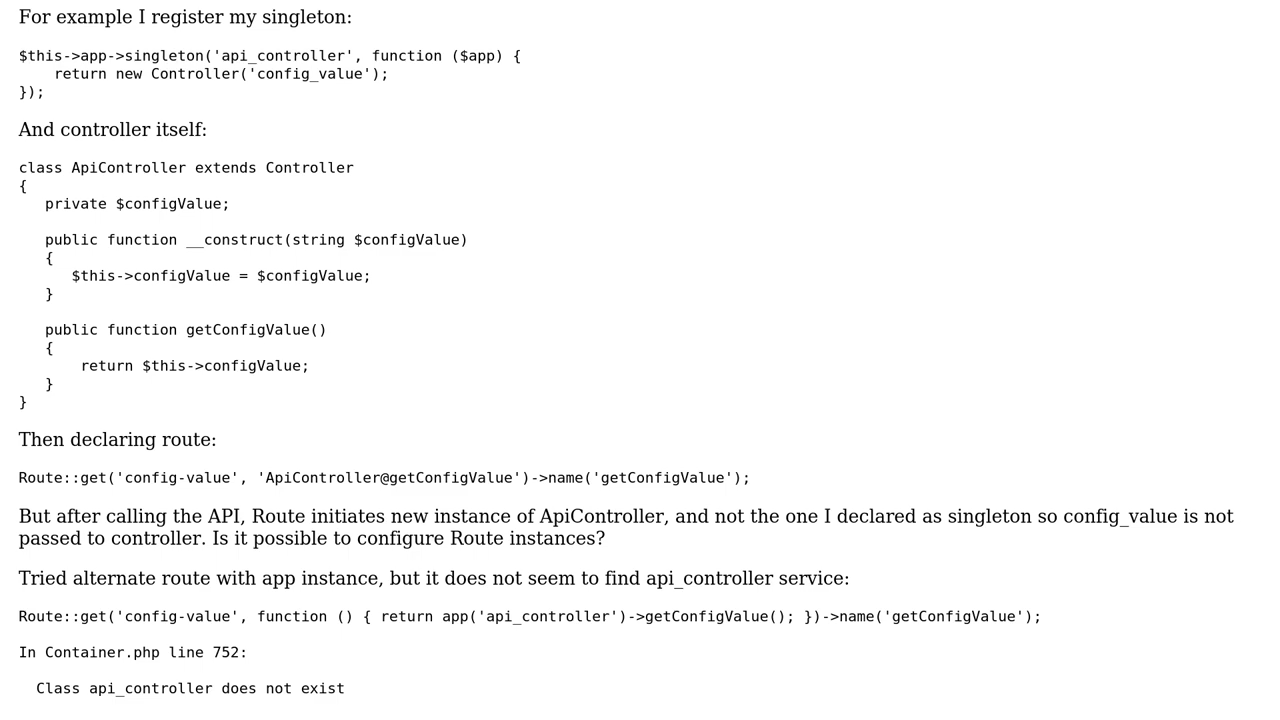 For example I register my singleton:
$this->app->singleton('api_controller', function ($app) {
    return new Controller('config_value');
});
And controller itself:
class ApiController extends Controller
{
   private $configValue;
   public function __construct(string $configValue)
   {
      $this->configValue = $configValue;
   }
   public function getConfigValue()
   {
       return $this->configValue;
   }
}
Then declaring route:
Route::get('config-value', 'ApiController@getConfigValue')->name('getConfigValue');
But after calling the API, Route initiates new instance of ApiController, and not the one I declared as singleton so config_value is not
passed to controller. Is it possible to configure Route instances?
Tried alternate route with app instance, but it does not seem to find api_controller service:
Route::get('config-value', function () { return app('api_controller')->getConfigValue(); })->name('getConfigValue');
In Container.php line 752:
  Class api_controller does not exist